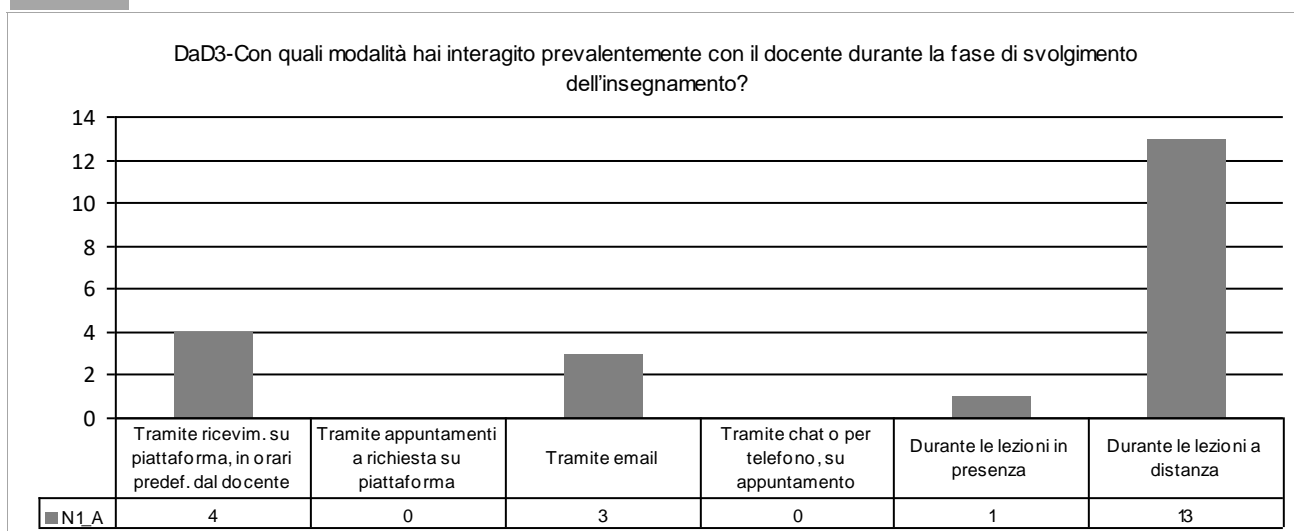 DaD3-Con quali modalità hai interagito prevalentemente con il docente durante la fase di svolgimento
dell'insegnamento?
14
12
10
8
6
4
2
0
Tramite ricevim. su
piattaforma, in orari
predef. dal docente
Tramite appuntamenti
a richiesta su
piattaforma
Tramite email
Tramite chat o per
telefono, su
appuntamento
Durante le lezioni in
presenza
Durante le lezioni a
distanza
N1_A 4 0 3 0 1 13